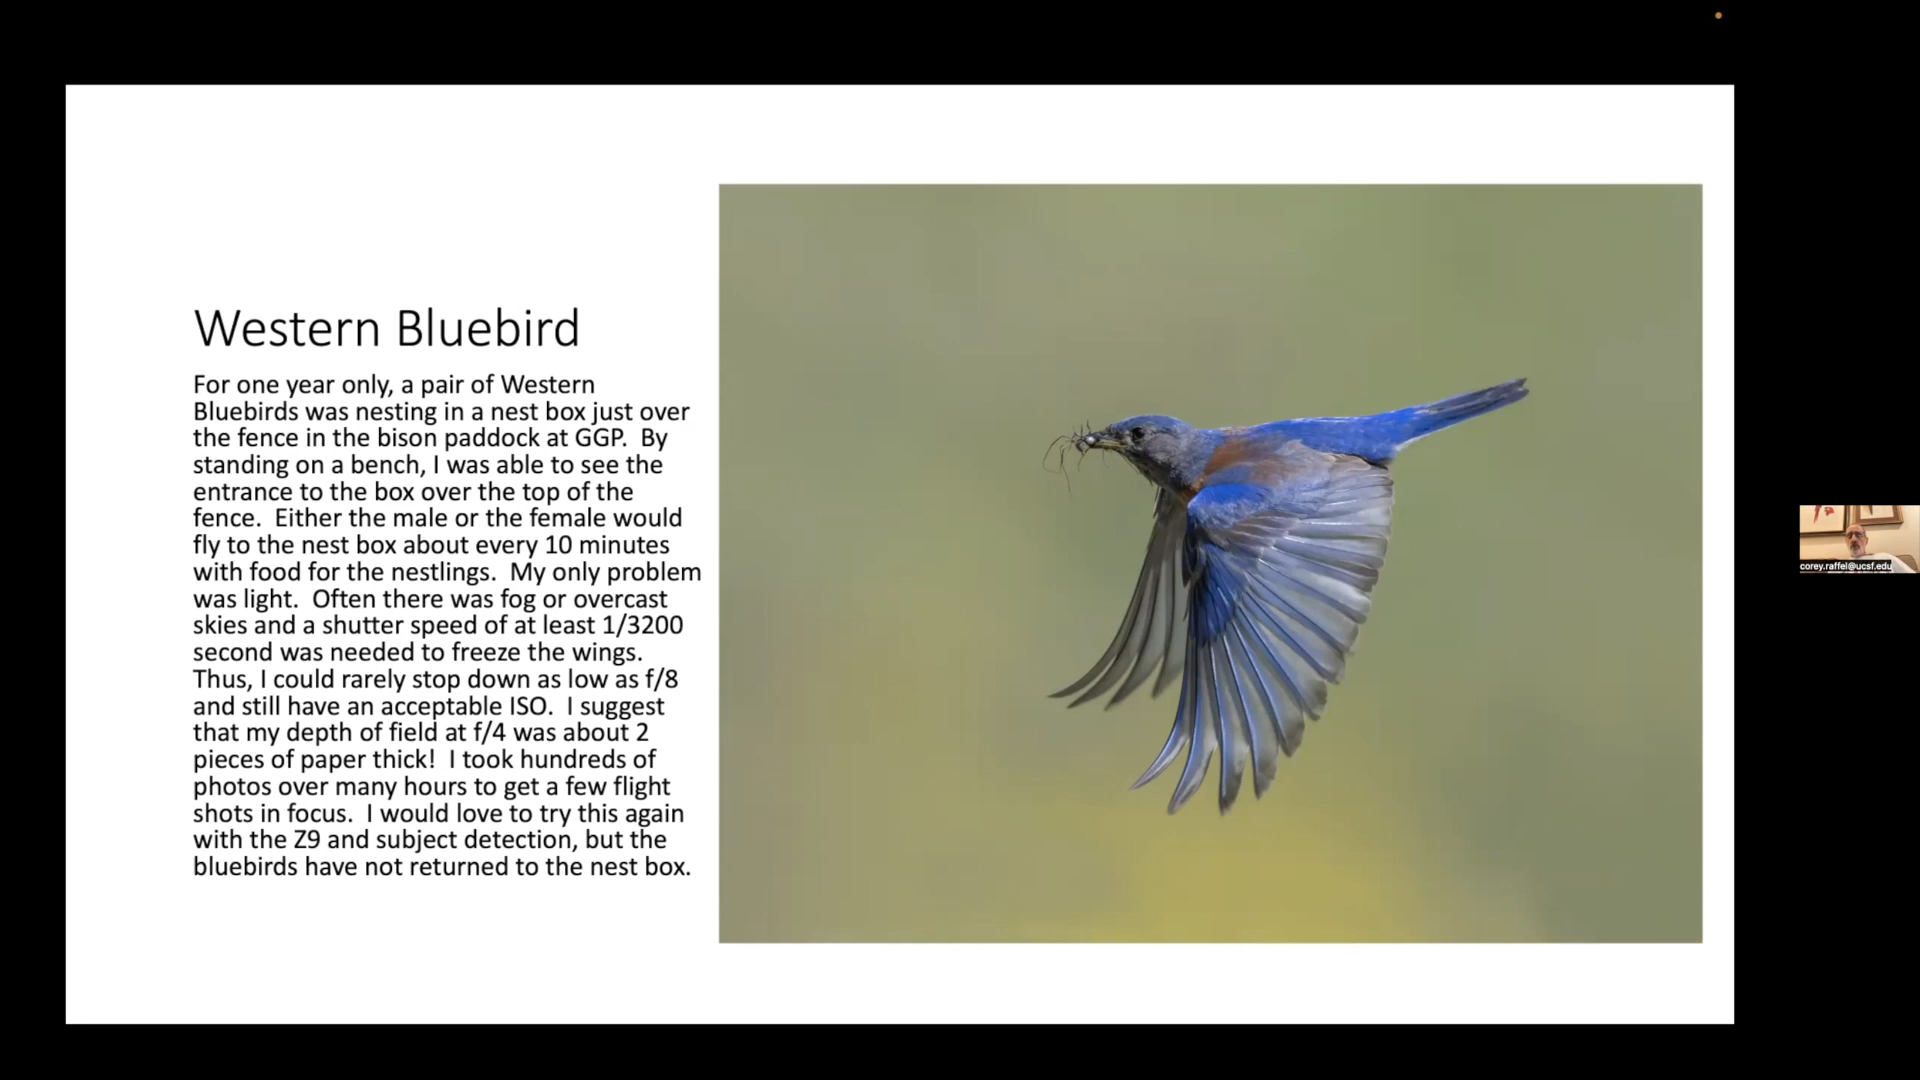 Western Bluebird
For one year only, a pair of Western
Bluebirds was nesting in a nest box just over
the fence in the bison paddock at GGP.  By
standing on a bench, I was able to see the
entrance to the box over the top of the
fence.  Either the male or the female would
fly to the nest box about every 10 minutes
with food for the nestlings.  My only problem
was light.  Often there was fog or overcast
skies and a shutter speed of at least 1/3200
second was needed to freeze the wings.
Thus, I could rarely stop down as low as f/8
and still have an acceptable ISO.  I suggest
that my depth of field at f/4 was about 2
pieces of paper thick!  I took hundreds of
photos over many hours to get a few flight
shots in focus.  I would love to try this again
with the Z9 and subject detection, but the
bluebirds have not returned to the nest box.
corey.raffel@ucsf.edu